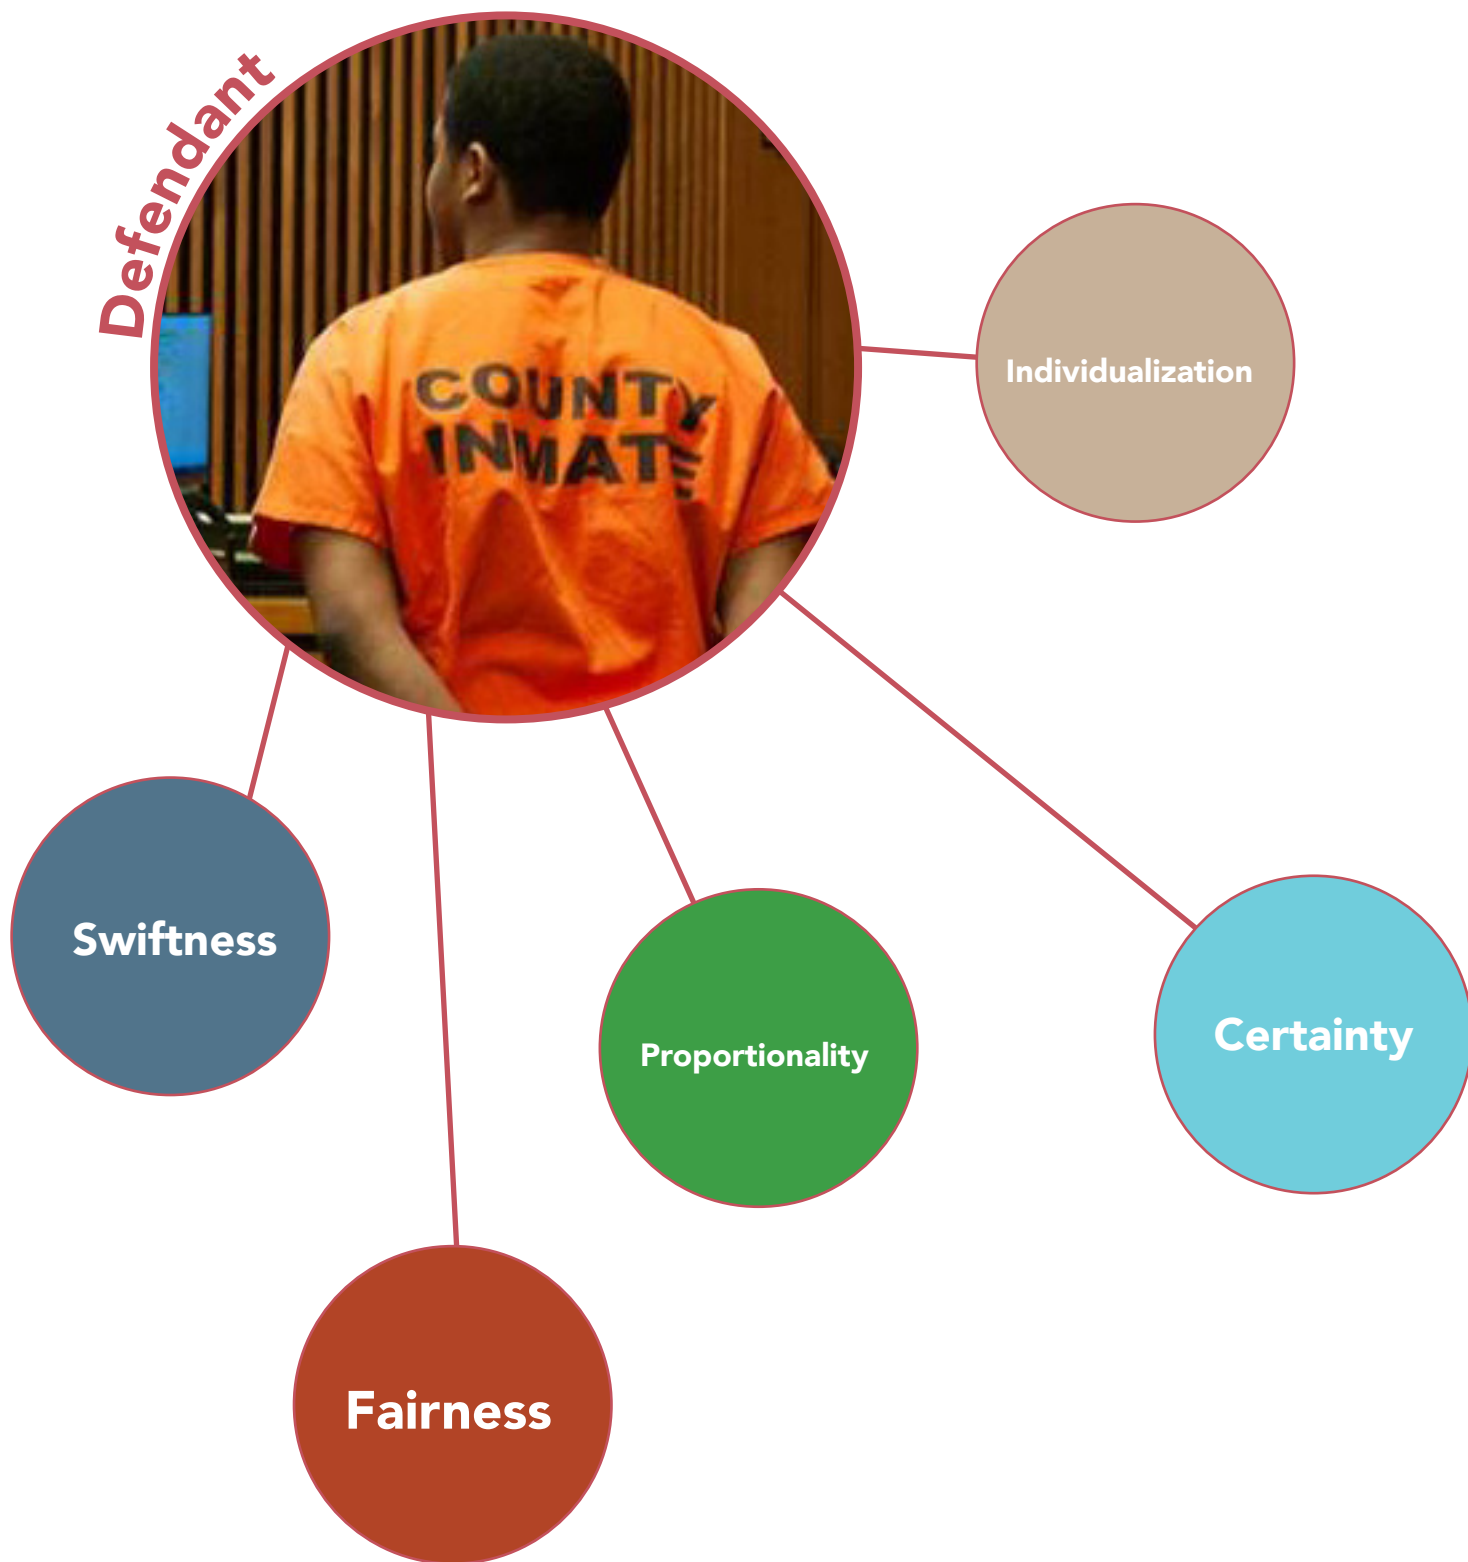 Defendant
COUNTY
INMATE
Individualization
Swiftness
Proportionality
Certainty
Fairness